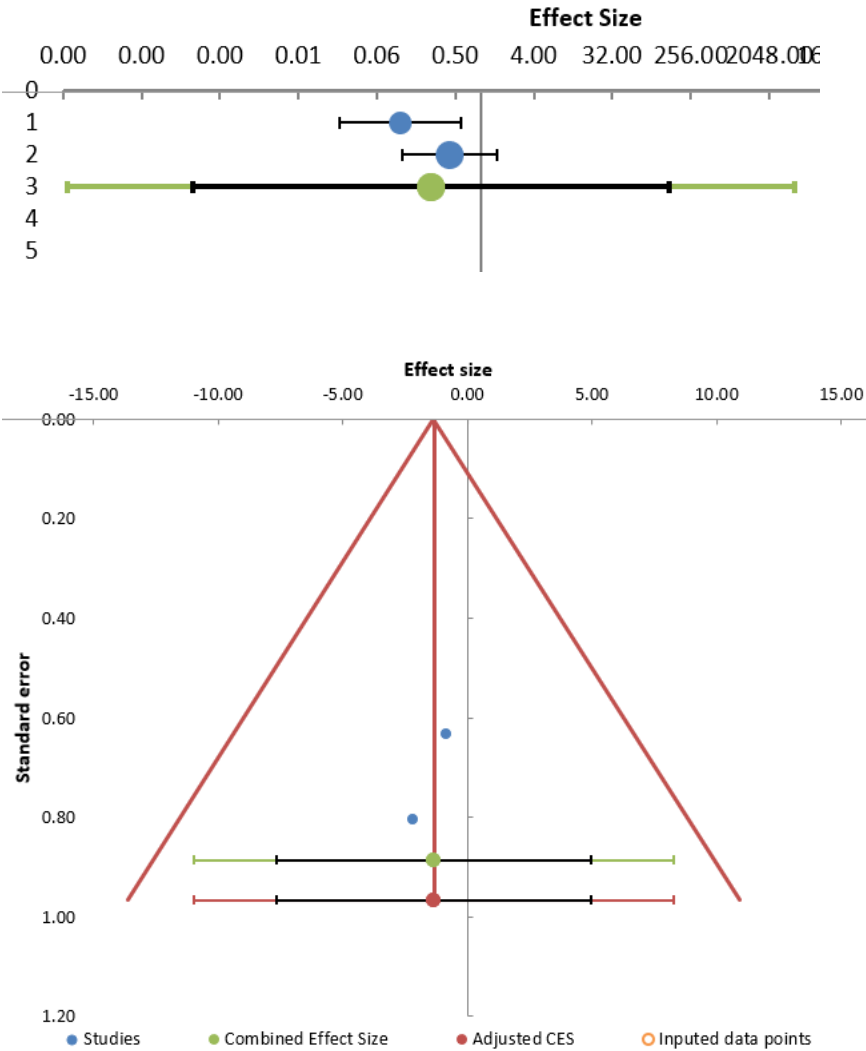 Effect Size
0.00 0.00 0.00 0.01 0.06 0.50 4.00 32.00 256.00 2048.00 16
0
1
2
3
4
5
Effect size
-15.00 -10.00 -5.00 0.00 5.00 10.00 15.00
0.00
0.20
0.40
0.60
0.80
1.00
1.20
Standard error
Studies Combined Effect Size Adjusted CES Inputed data points